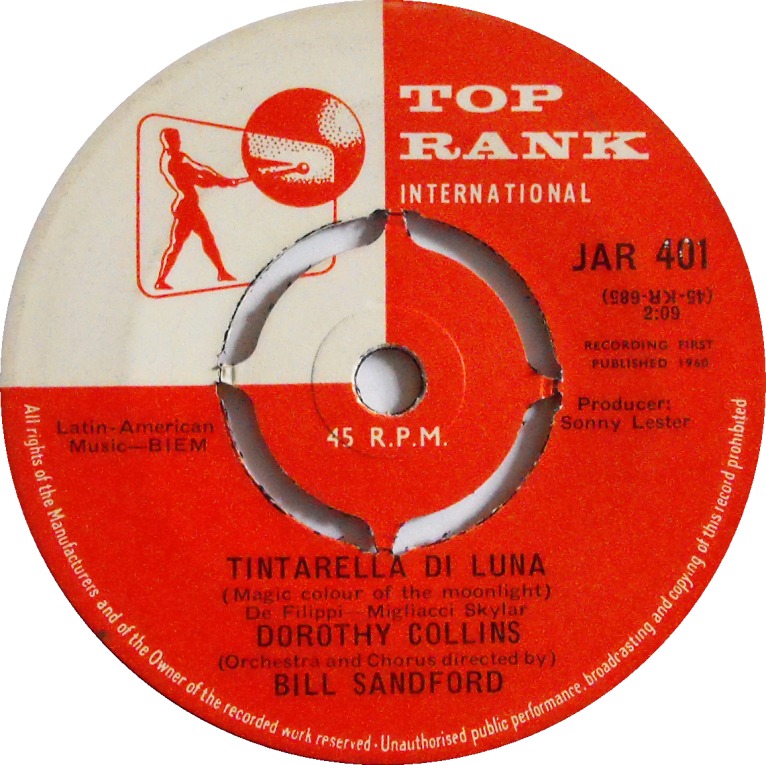 TOP
RANK
INTERNATIONAL
JAR 401
(45-KR-685)
2:09
RECORDING FIRST
PUBLISHED 1960
Latin-American
Music—BIEM
Producer:
Sonny Lester
45 R.P.M.
TINTARELLA DI LUNA
(Magic colour of the moonlight)
De Filippi—Migliacci Skylar
DOROTHY COLLINS
(Orchestra and Chorus directed by)
BILL SANDFORD
All rights of the Manufacturers and of the Owner of the recorded work reserved·Unauthorised public performance, broadcasting and copying of this record prohibited